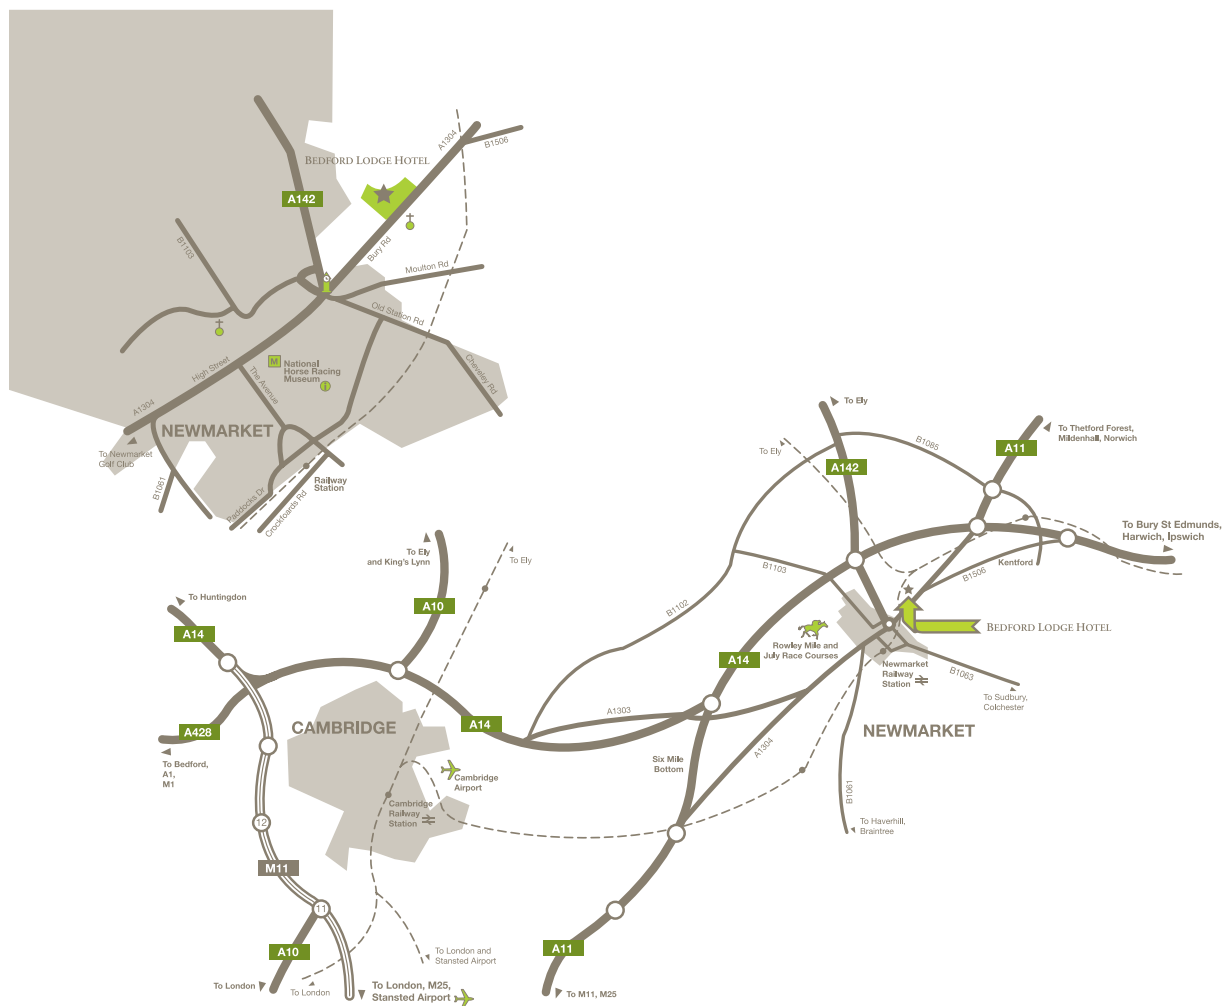 A1304
B1506
BEDFORD LODGE HOTEL
A142
B1103
Bury Rd
Moulton Rd
Old Station Rd
High Street
The Avenue
M
National
Horse Racing
Museum
i
Cheveley Rd
A1304
NEWMARKET
To Newmarket
Golf Club
B1061
Railway
Station
Paddocks Dr
Crockfoards Rd
To Ely
To Ely
B1085
A11
To Thetford Forest,
Mildenhall, Norwich
A142
To Bury St Edmunds,
Harwich, Ipswich
Kentford
B1506
B1103
B1102
BEDFORD LODGE HOTEL
Rowley Mile and
July Race Courses
A14
Newmarket
Railway
Station
B1063
To Sudbury,
Colchester
NEWMARKET
A1303
A1304
Six Mile
Bottom
B1061
To Haverhill,
Braintree
A11
To M11, M25
To Ely
and King's Lynn
To Ely
To Huntingdon
A10
A14
A14
A428
To Bedford,
A1,
M1
CAMBRIDGE
Cambridge
Airport
Cambridge
Railway
Station
12
M11
11
A10
To London
To London
To London and
Stansted Airport
To London, M25,
Stansted Airport